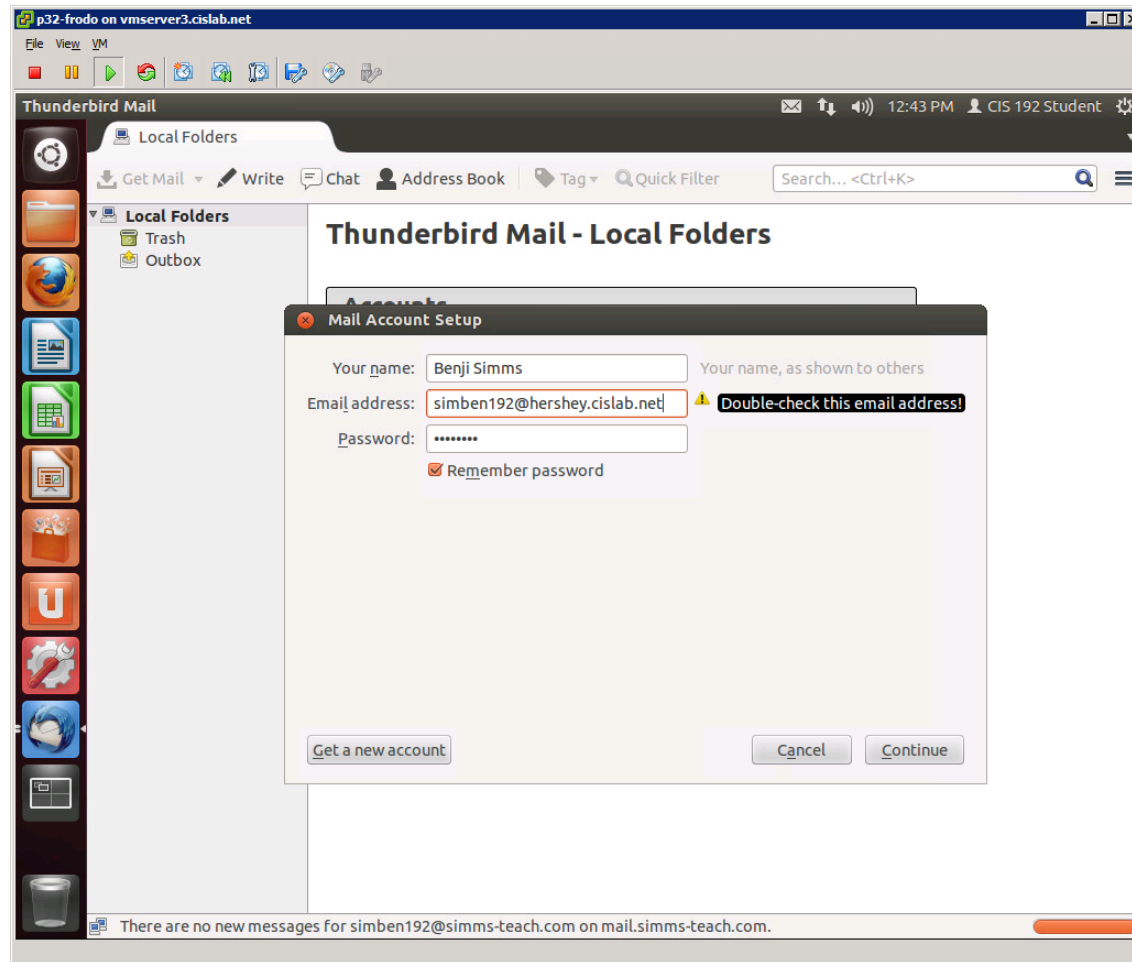 p32-frodo on vmserver3.cislab.net
File View VM
Thunderbird Mail 12:43 PM CIS 192 Student
Local Folders
Get Mail Write Chat Address Book Tag Quick Filter Search... <Ctrl+K>
Local Folders
Trash
Outbox
Thunderbird Mail - Local Folders
Accounts
Mail Account Setup
Your name: Benji Simms Your name, as shown to others
Email address: simben192@hershey.cislab.net Double-check this email address!
Password: ••••••••
Remember password
Get a new account Cancel Continue
There are no new messages for simben192@simms-teach.com on mail.simms-teach.com.